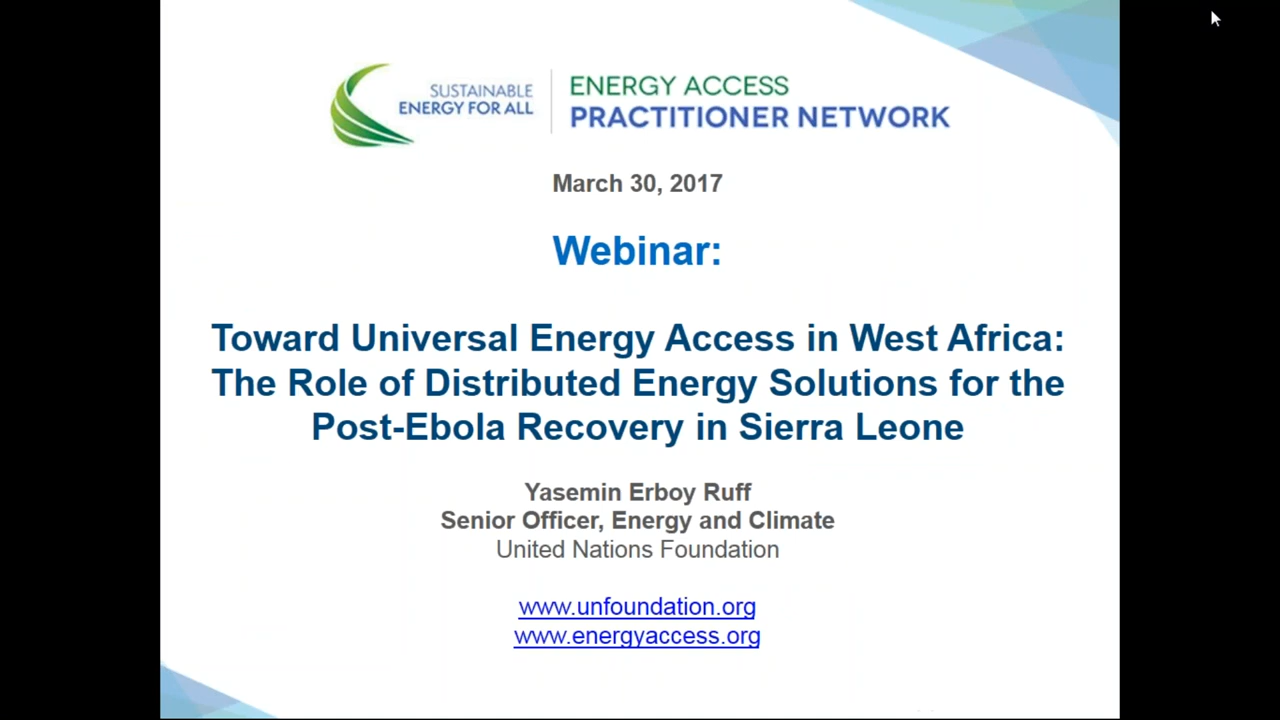 SUSTAINABLE
ENERGY FOR ALL
ENERGY ACCESS
PRACTITIONER NETWORK
March 30, 2017
Webinar:
Toward Universal Energy Access in West Africa:
The Role of Distributed Energy Solutions for the
Post-Ebola Recovery in Sierra Leone
Yasemin Erboy Ruff
Senior Officer, Energy and Climate
United Nations Foundation
www.unfoundation.org
www.energyaccess.org